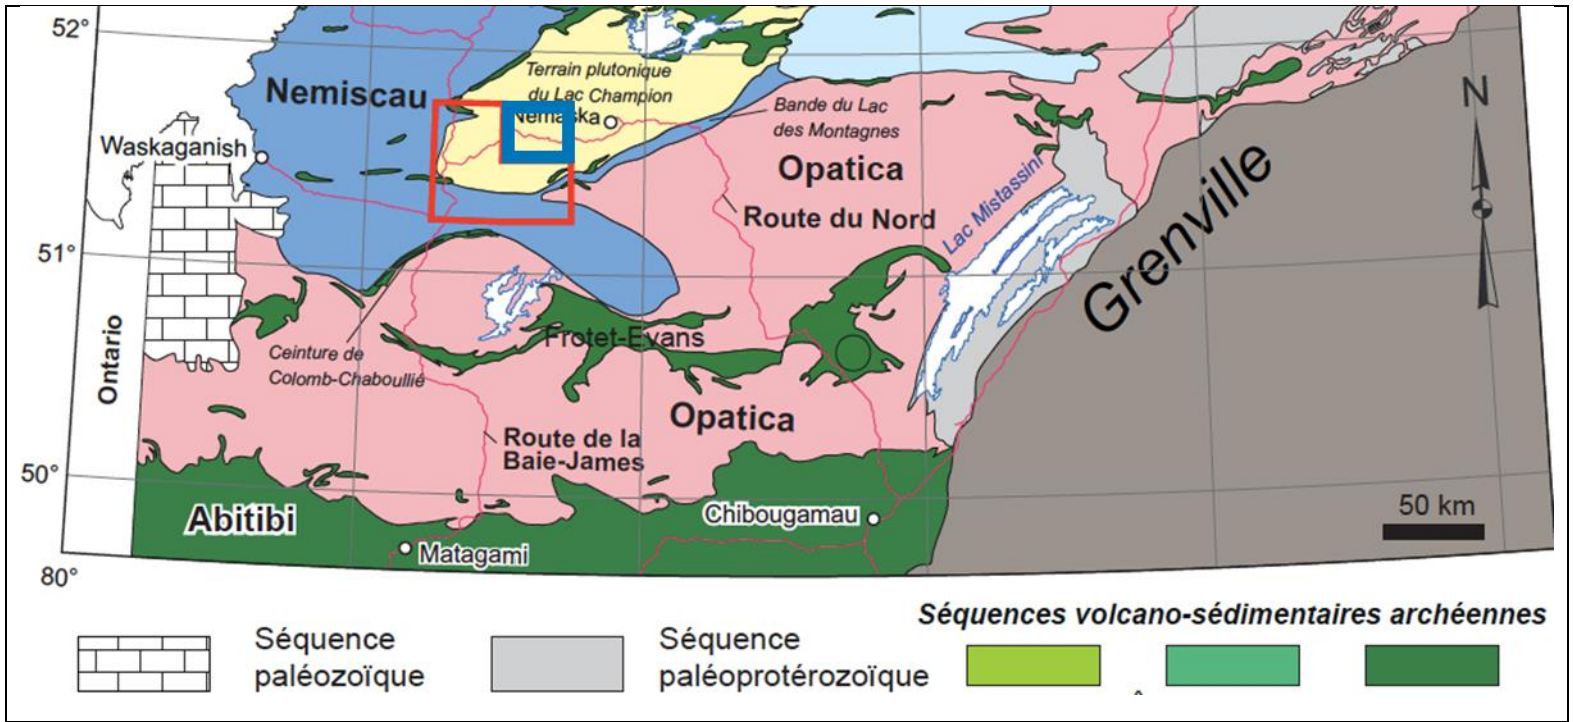 52°
Terrain plutonique
du Lac Champion
Nemiscau
Nemaska
Bande du Lac
des Montagnes
N
Waskaganish
Opatica
Lac Mistassini
Route du Nord
Grenville
51°
Ontario
Frotet-Evans
Ceinture de
Colomb-Chaboullié
Opatica
Route de la
Baie-James
50°
50 km
Abitibi
Chibougamau
Matagami
80°
Séquences volcano-sédimentaires archéennes
Séquence
paléozoïque
Séquence
paléoprotérozoïque